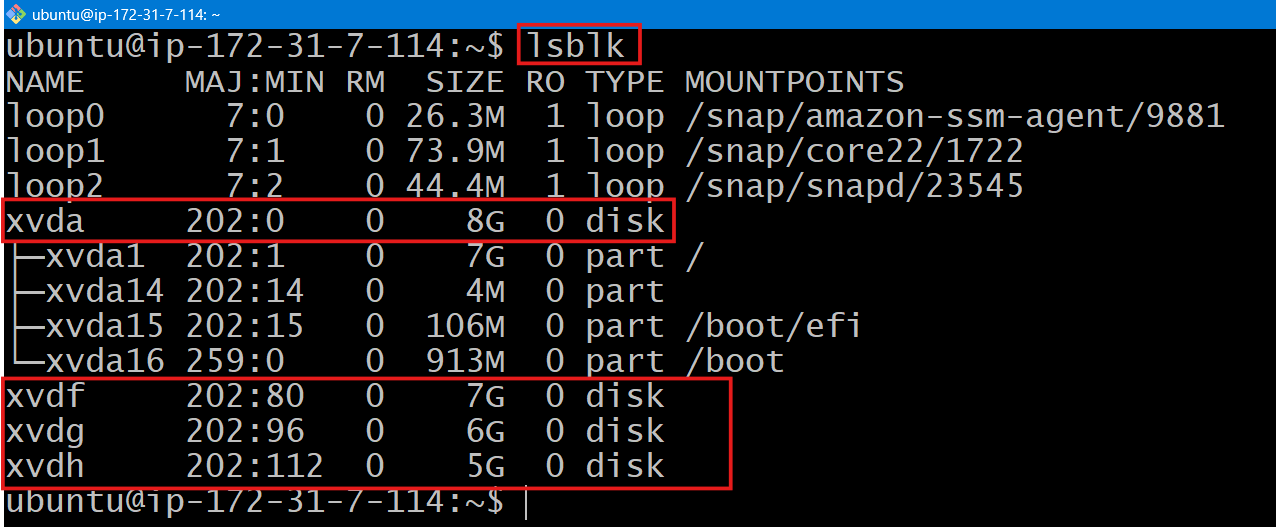 ubuntu@ip-172-31-7-114: ~
ubuntu@ip-172-31-7-114:~$ lsblk
NAME     MAJ:MIN RM   SIZE RO TYPE MOUNTPOINTS
loop0      7:0    0  26.3M  1 loop /snap/amazon-ssm-agent/9881
loop1      7:1    0  73.9M  1 loop /snap/core22/1722
loop2      7:2    0  44.4M  1 loop /snap/snapd/23545
xvda     202:0    0     8G  0 disk
├─xvda1  202:1    0     7G  0 part /
├─xvda14 202:14   0     4M  0 part
├─xvda15 202:15   0   106M  0 part /boot/efi
└─xvda16 259:0    0   913M  0 part /boot
xvdf     202:80   0     7G  0 disk
xvdg     202:96   0     6G  0 disk
xvdh     202:112  0     5G  0 disk
ubuntu@ip-172-31-7-114:~$